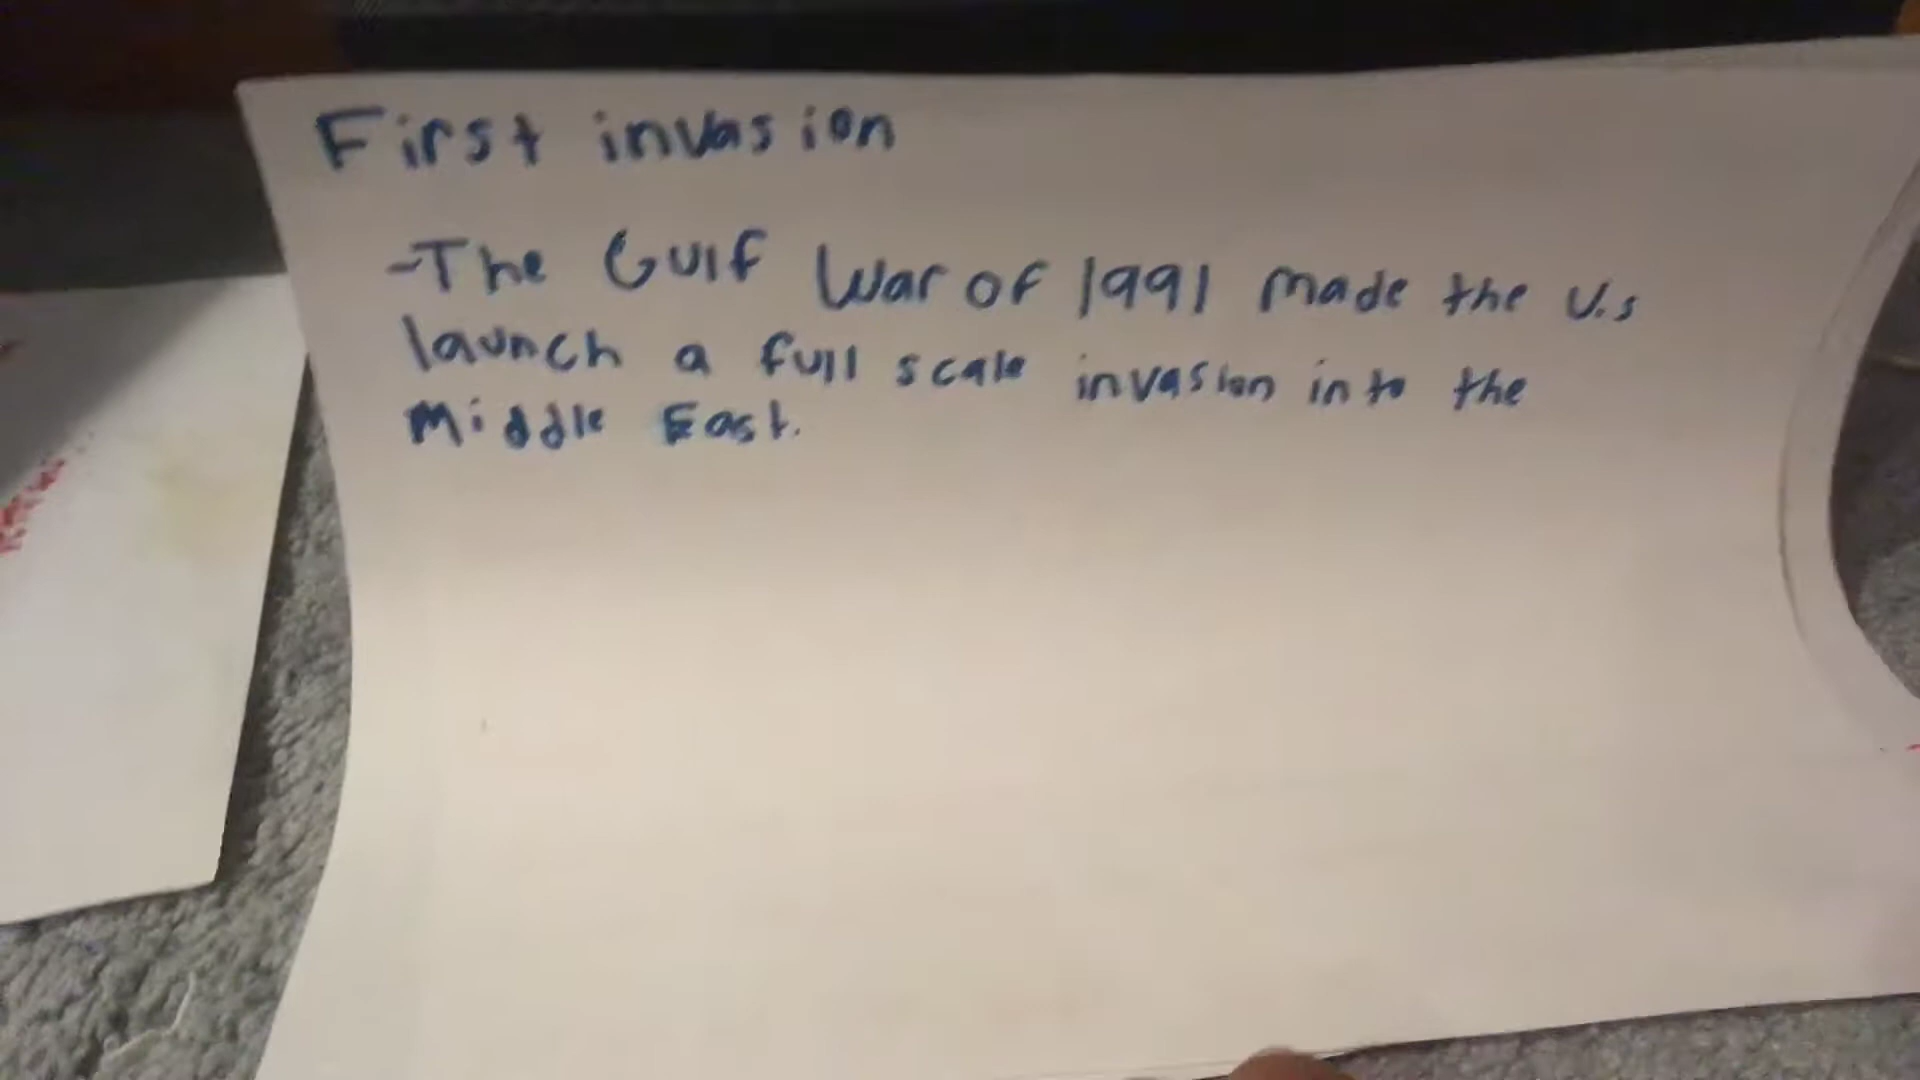 First invasion
-The Gulf War of 1991 made the U.S
launch a full scale invasion into the
Middle East.